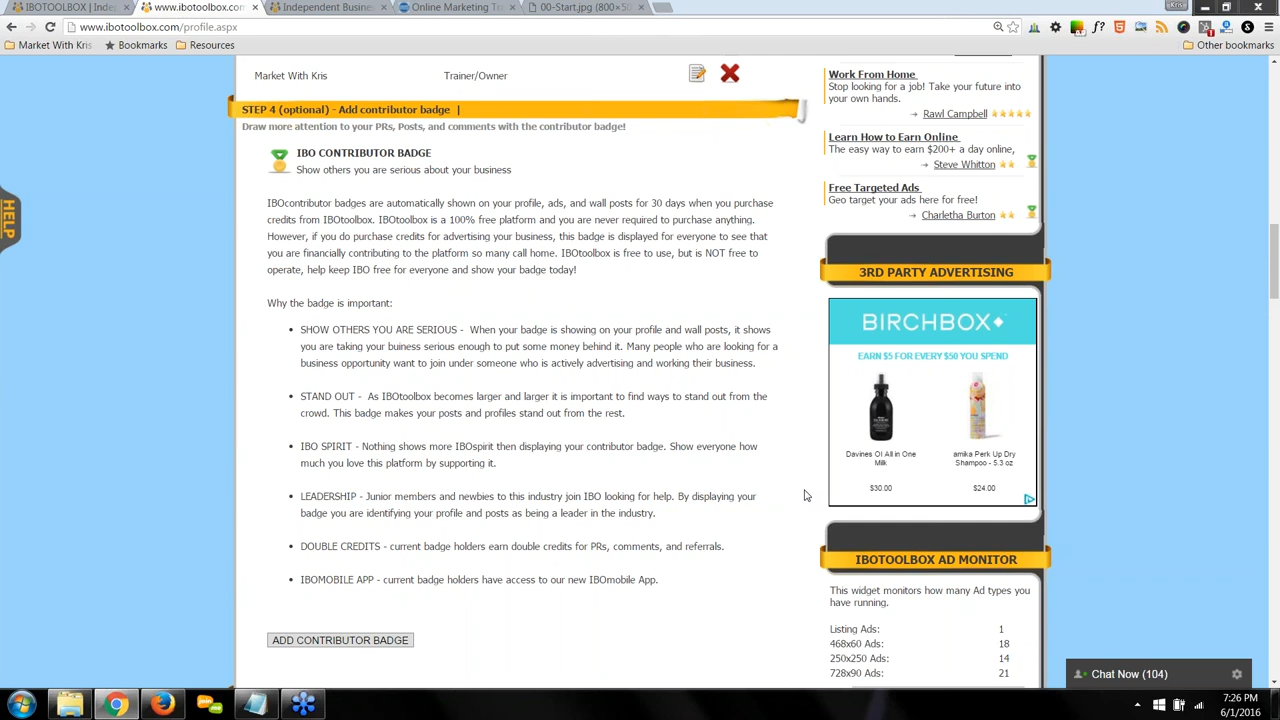 IBOTOOLBOX | Indep
www.ibotoolbox.com/pro
Independent Busine
Online Marketing Tra
00-Start.jpg (800×50
Kris
www.ibotoolbox.com/profile.aspx
Market With Kris
Bookmarks
Resources
Other bookmarks
Market With Kris
Trainer/Owner
STEP 4 (optional) - Add contributor badge |
Draw more attention to your PRs, Posts, and comments with the contributor badge!
IBO CONTRIBUTOR BADGE
Show others you are serious about your business
IBOcontributor badges are automatically shown on your profile, ads, and wall posts for 30 days when you purchase
credits from IBOtoolbox. IBOtoolbox is a 100% free platform and you are never required to purchase anything.
However, if you do purchase credits for advertising your business, this badge is displayed for everyone to see that
you are financially contributing to the platform so many call home. IBOtoolbox is free to use, but is NOT free to
operate, help keep IBO free for everyone and show your badge today!
Why the badge is important:
• SHOW OTHERS YOU ARE SERIOUS - When your badge is showing on your profile and wall posts, it shows
you are taking your buiness serious enough to put some money behind it. Many people who are looking for a
business opportunity want to join under someone who is actively advertising and working their business.
• STAND OUT - As IBOtoolbox becomes larger and larger it is important to find ways to stand out from the
crowd. This badge makes your posts and profiles stand out from the rest.
• IBO SPIRIT - Nothing shows more IBOspirit then displaying your contributor badge. Show everyone how
much you love this platform by supporting it.
• LEADERSHIP - Junior members and newbies to this industry join IBO looking for help. By displaying your
badge you are identifying your profile and posts as being a leader in the industry.
• DOUBLE CREDITS - current badge holders earn double credits for PRs, comments, and referrals.
• IBOMOBILE APP - current badge holders have access to our new IBOmobile App.
ADD CONTRIBUTOR BADGE
HELP
Work From Home
Stop looking for a job! Take your future into
your own hands.
Rawl Campbell
Learn How to Earn Online
The easy way to earn $200+ a day online,
Steve Whitton
Free Targeted Ads
Geo target your ads here for free!
Charletha Burton
3RD PARTY ADVERTISING
BIRCHBOX
EARN $5 FOR EVERY $50 YOU SPEND
Davines OI All in One
Milk
$30.00
amika Perk Up Dry
Shampoo - 5.3 oz
$24.00
IBOTOOLBOX AD MONITOR
This widget monitors how many Ad types you
have running.
Listing Ads: 1
468x60 Ads: 18
250x250 Ads: 14
728x90 Ads: 21
Chat Now (104)
7:26 PM
6/1/2016